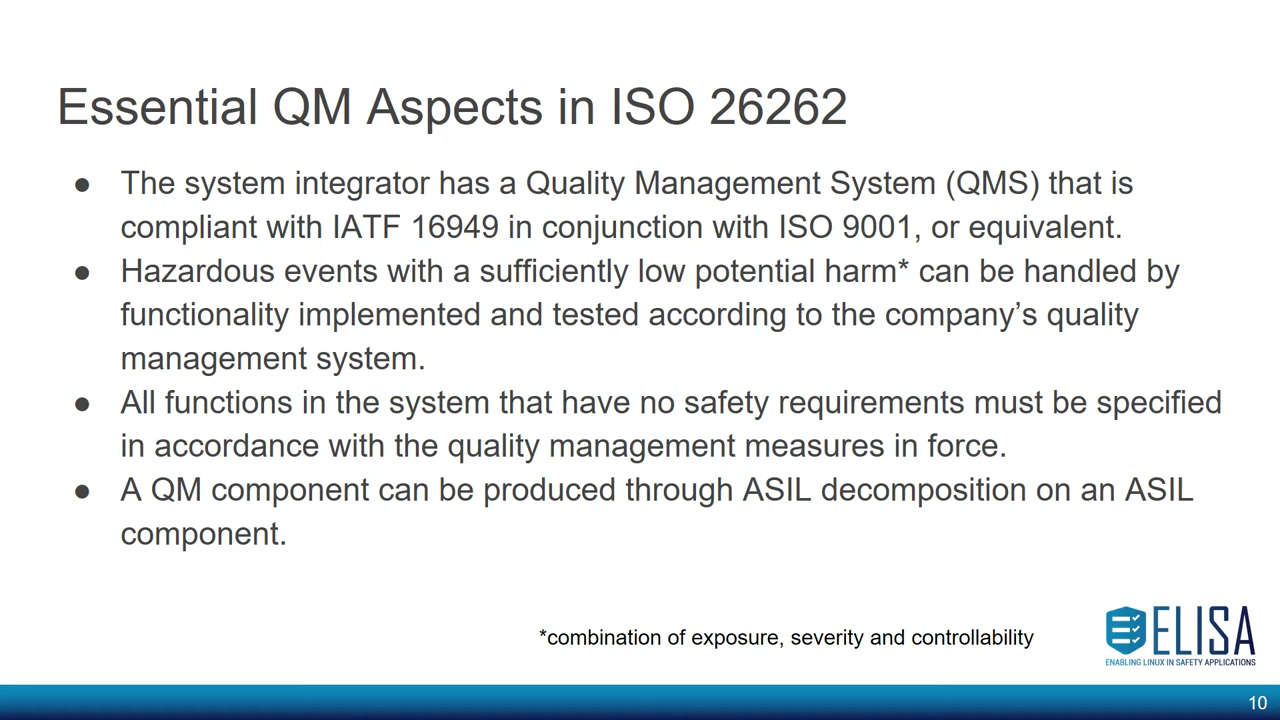 Essential QM Aspects in ISO 26262
● The system integrator has a Quality Management System (QMS) that is
compliant with IATF 16949 in conjunction with ISO 9001, or equivalent.
● Hazardous events with a sufficiently low potential harm* can be handled by
functionality implemented and tested according to the company’s quality
management system.
● All functions in the system that have no safety requirements must be specified
in accordance with the quality management measures in force.
● A QM component can be produced through ASIL decomposition on an ASIL
component.
*combination of exposure, severity and controllability
ELISA
ENABLING LINUX IN SAFETY APPLICATIONS
10